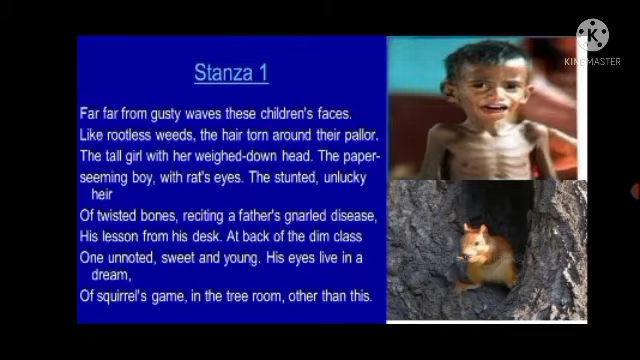 KINEMASTER
Stanza 1
Far far from gusty waves these children's faces.
Like rootless weeds, the hair torn around their pallor.
The tall girl with her weighed-down head. The paper-
seeming boy, with rat's eyes. The stunted, unlucky
heir
Of twisted bones, reciting a father's gnarled disease,
His lesson from his desk. At back of the dim class
One unnoted, sweet and young. His eyes live in a
dream,
Of squirrel's game, in the tree room, other than this.